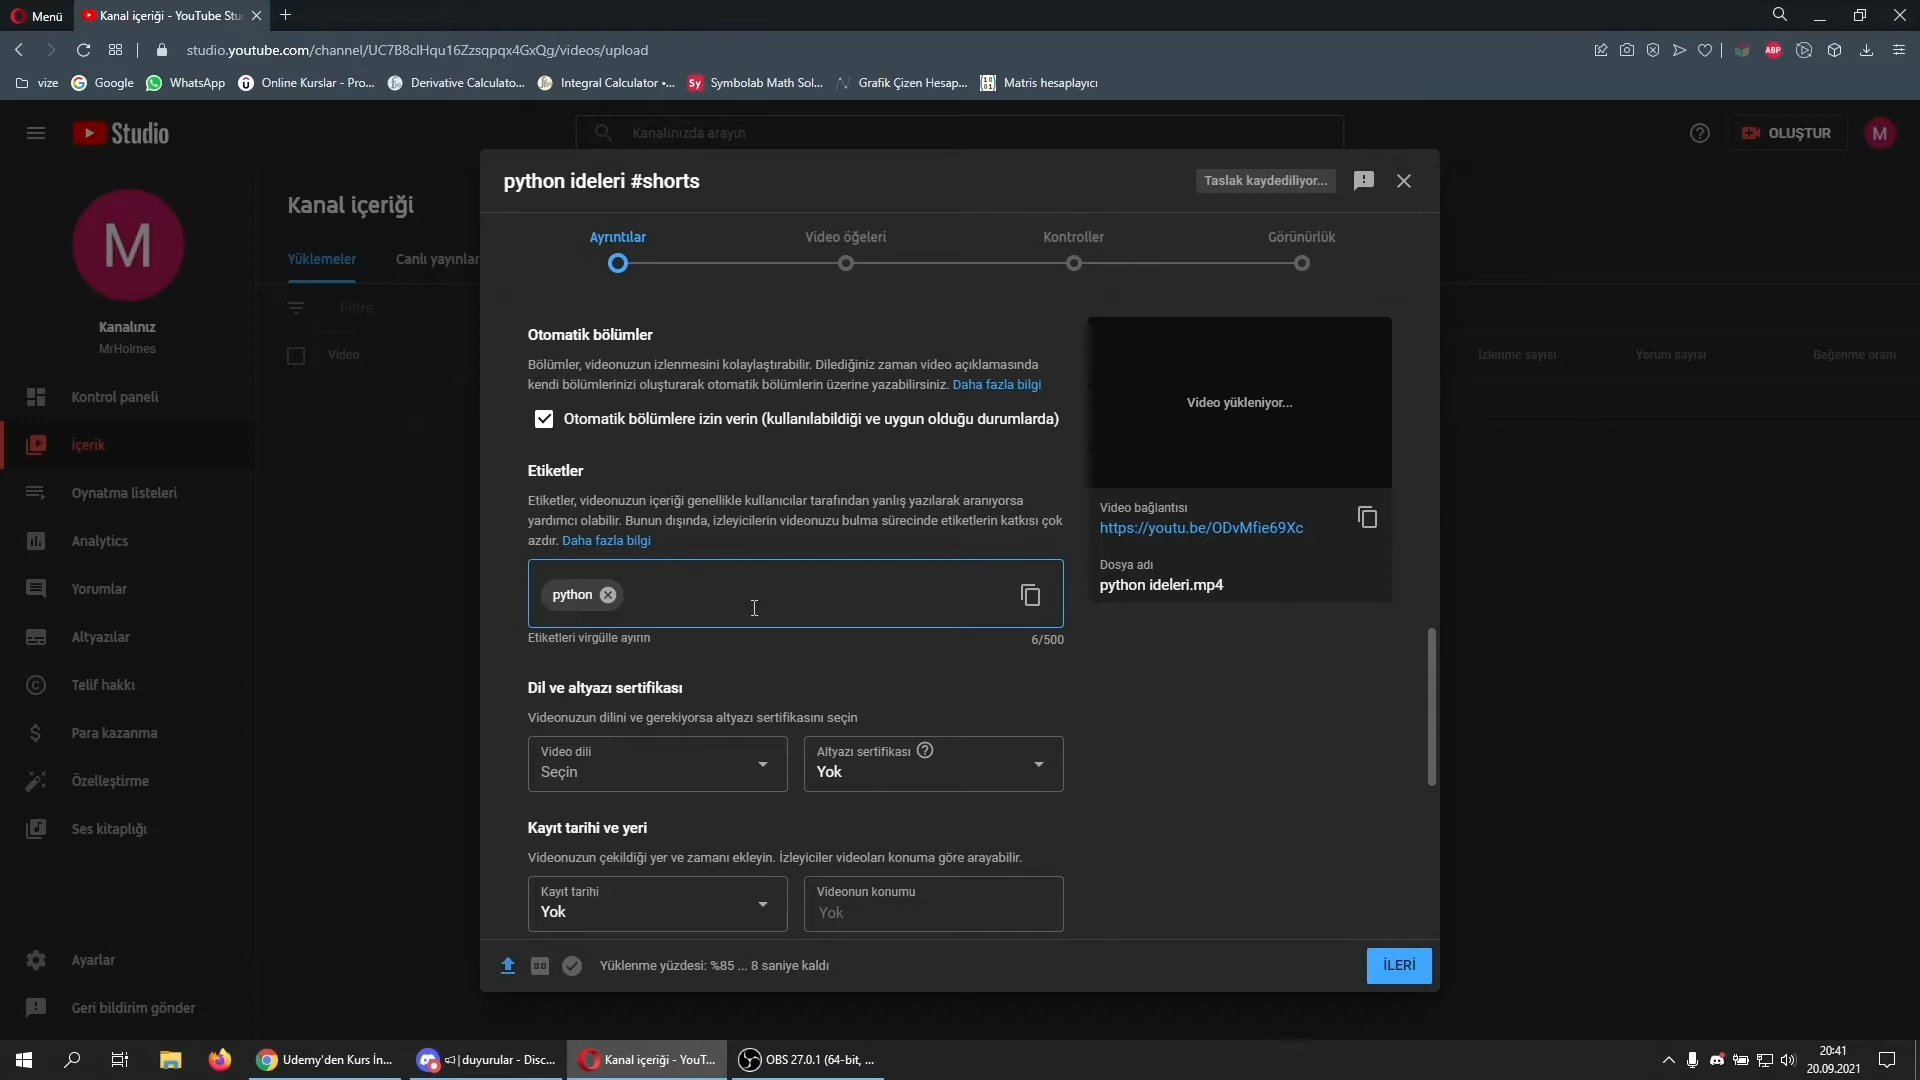 Menü
Kanal içeriği - YouTube Stu
studio.youtube.com/channel/UC7B8clHqu16Zzsqpqx4GxQg/videos/upload
ABP
vize
Google
WhatsApp
Online Kurslar - Pro...
Derivative Calculato...
Integral Calculator •...
Sy
Symbolab Math Sol...
Grafik Çizen Hesap...
Matris hesaplayıcı
Studio
Kanalınızda arayın
OLUŞTUR
M
M
Kanalınız
MrHolmes
Kontrol paneli
İçerik
Oynatma listeleri
Analytics
Yorumlar
Altyazılar
Telif hakkı
Para kazanma
Özelleştirme
Ses kitaplığı
Ayarlar
Geri bildirim gönder
Kanal içeriği
Yüklemeler
Canlı yayınlar
Filtre
Video
İzlenme sayısı
Yorum sayısı
Beğenme oranı
python ideleri #shorts
Taslak kaydediliyor...
Ayrıntılar
Video öğeleri
Kontroller
Görünürlük
Otomatik bölümler
Bölümler, videonuzun izlenmesini kolaylaştırabilir. Dilediğiniz zaman video açıklamasında
kendi bölümlerinizi oluşturarak otomatik bölümlerin üzerine yazabilirsiniz. Daha fazla bilgi
Otomatik bölümlere izin verin (kullanılabildiği ve uygun olduğu durumlarda)
Etiketler
Etiketler, videonuzun içeriği genellikle kullanıcılar tarafından yanlış yazılarak aranıyorsa
yardımcı olabilir. Bunun dışında, izleyicilerin videonuzu bulma sürecinde etiketlerin katkısı çok
azdır. Daha fazla bilgi
python
Etiketleri virgülle ayırın
6/500
Dil ve altyazı sertifikası
Videonuzun dilini ve gerekiyorsa altyazı sertifikasını seçin
Video dili
Seçin
Altyazı sertifikası
Yok
Kayıt tarihi ve yeri
Videonuzun çekildiği yer ve zamanı ekleyin. İzleyiciler videoları konuma göre arayabilir.
Kayıt tarihi
Yok
Videonun konumu
Yok
Video yükleniyor...
Video bağlantısı
https://youtu.be/ODvMfie69Xc
Dosya adı
python ideleri.mp4
Yüklenme yüzdesi: %85 ... 8 saniye kaldı
İLERİ
Udemy'den Kurs İn...
|duyurular - Disc...
Kanal içeriği - YouT...
OBS 27.0.1 (64-bit, ...
20:41
20.09.2021